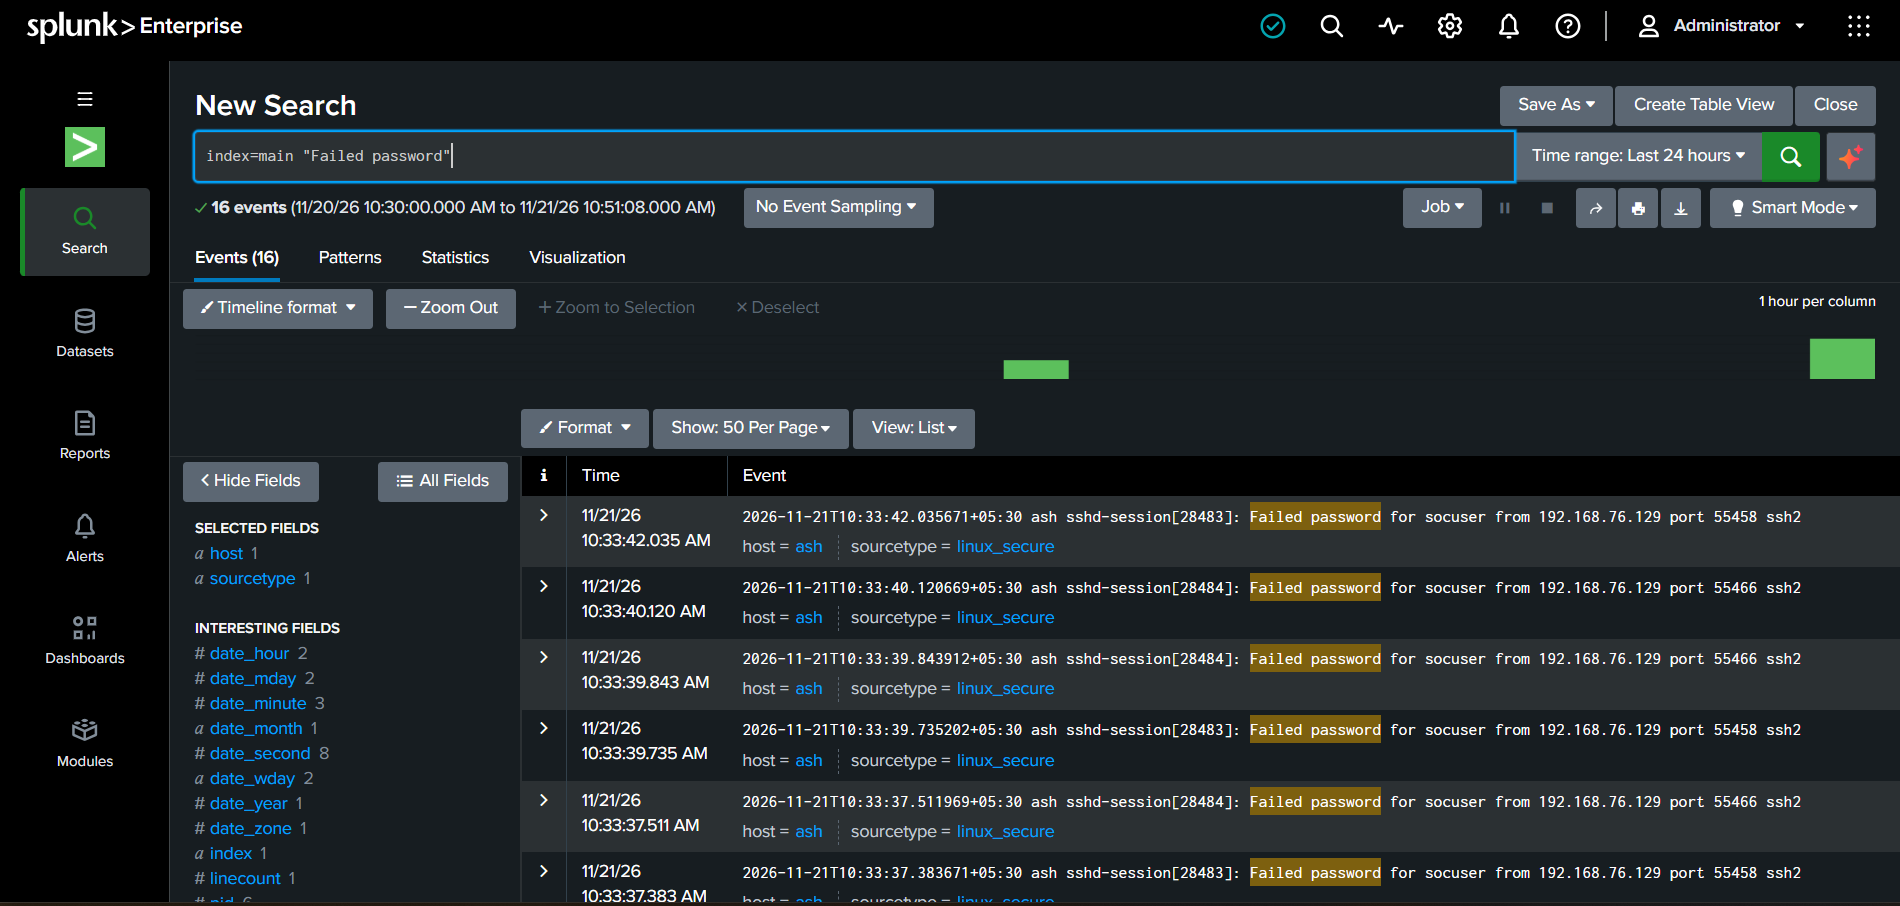 splunk> Enterprise
Administrator
New Search
Save As
Create Table View
Close
index=main "Failed password"
Time range: Last 24 hours
16 events (11/20/26 10:30:00.000 AM to 11/21/26 10:51:08.000 AM)
No Event Sampling
Job
Smart Mode
Search
Datasets
Reports
Alerts
Dashboards
Modules
Events (16)
Patterns
Statistics
Visualization
Timeline format
— Zoom Out
+ Zoom to Selection
× Deselect
1 hour per column
Format
Show: 50 Per Page
View: List
< Hide Fields
All Fields
SELECTED FIELDS
a host 1
a sourcetype 1
INTERESTING FIELDS
# date_hour 2
# date_mday 2
# date_minute 3
a date_month 1
# date_second 8
a date_wday 2
# date_year 1
# date_zone 1
a index 1
# linecount 1
# pid 6
i
Time
Event
11/21/26
10:33:42.035 AM
2026-11-21T10:33:42.035671+05:30 ash sshd-session[28483]: Failed password for socuser from 192.168.76.129 port 55458 ssh2
host = ash
sourcetype = linux_secure
11/21/26
10:33:40.120 AM
2026-11-21T10:33:40.120669+05:30 ash sshd-session[28484]: Failed password for socuser from 192.168.76.129 port 55466 ssh2
host = ash
sourcetype = linux_secure
11/21/26
10:33:39.843 AM
2026-11-21T10:33:39.843912+05:30 ash sshd-session[28484]: Failed password for socuser from 192.168.76.129 port 55466 ssh2
host = ash
sourcetype = linux_secure
11/21/26
10:33:39.735 AM
2026-11-21T10:33:39.735202+05:30 ash sshd-session[28483]: Failed password for socuser from 192.168.76.129 port 55458 ssh2
host = ash
sourcetype = linux_secure
11/21/26
10:33:37.511 AM
2026-11-21T10:33:37.511969+05:30 ash sshd-session[28484]: Failed password for socuser from 192.168.76.129 port 55466 ssh2
host = ash
sourcetype = linux_secure
11/21/26
10:33:37.383 AM
2026-11-21T10:33:37.383671+05:30 ash sshd-session[28483]: Failed password for socuser from 192.168.76.129 port 55458 ssh2
host = ash
sourcetype = linux_secure